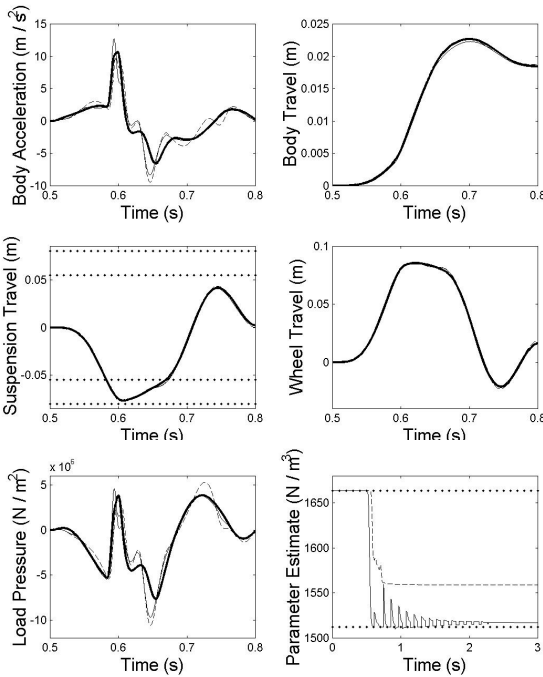 Body Acceleration (m / s²)
15
10
5
0
-5
-10
0.5 0.6 0.7 0.8
Time (s)
Body Travel (m)
0.025
0.02
0.015
0.01
0.005
0
0.5 0.6 0.7 0.8
Time (s)
Suspension Travel (m)
0.05
0
-0.05
0.5 0.6 0.7 0.8
Time (s)
Wheel Travel (m)
0.1
0.05
0
0.5 0.6 0.7 0.8
Time (s)
Load Pressure (N / m²)
x 10⁶
5
0
-5
-10
0.5 0.6 0.7 0.8
Time (s)
Parameter Estimate (N / m³)
1650
1600
1550
1500
0 1 2 3
Time (s)